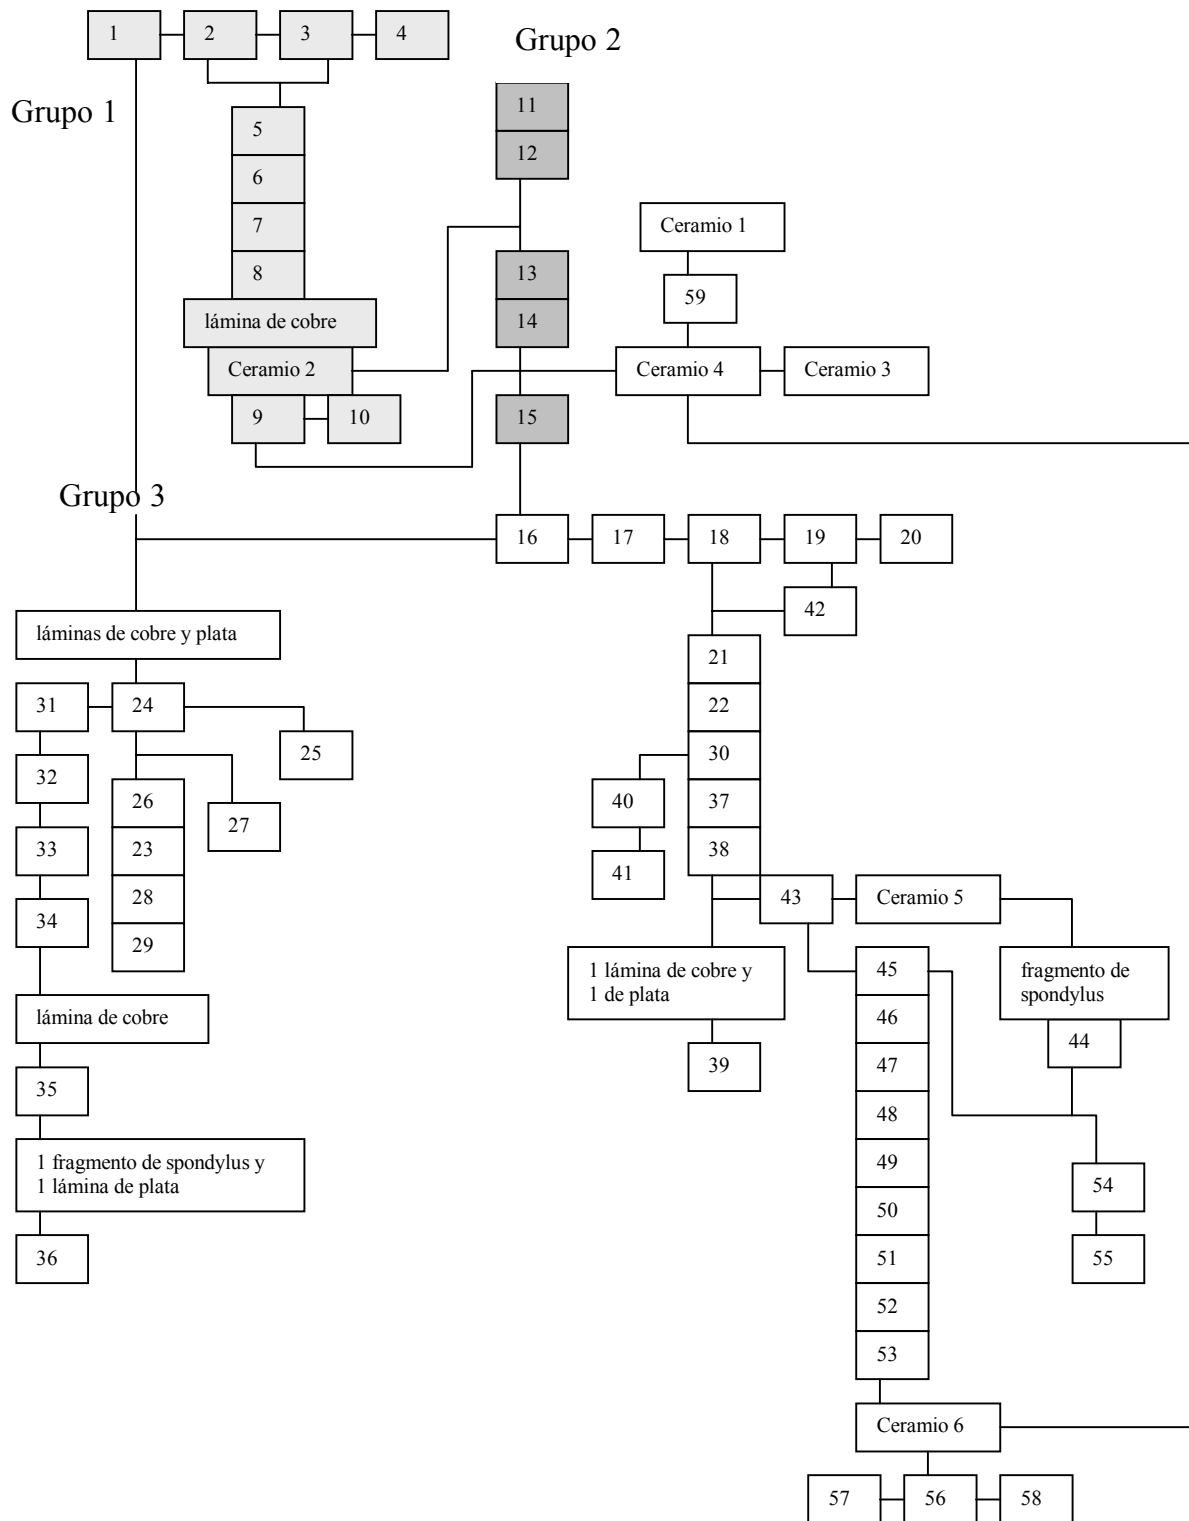 1 2 3 4
Grupo 2
Grupo 1
11
5
12
6
Ceramio 1
7
13
8
59
lámina de cobre
14
Ceramio 2
Ceramio 4
Ceramio 3
9 10
15
Grupo 3
16 17 18 19 20
42
láminas de cobre y plata
21
31 24
22
25
30
32
26
27
40
37
33
23
38
41
34
28
43
Ceramio 5
29
1 lámina de cobre y
1 de plata
45
fragmento de
spondylus
lámina de cobre
46
44
35
39
47
48
1 fragmento de spondylus y
1 lámina de plata
49
54
50
36
51
55
52
53
Ceramio 6
57 56 58